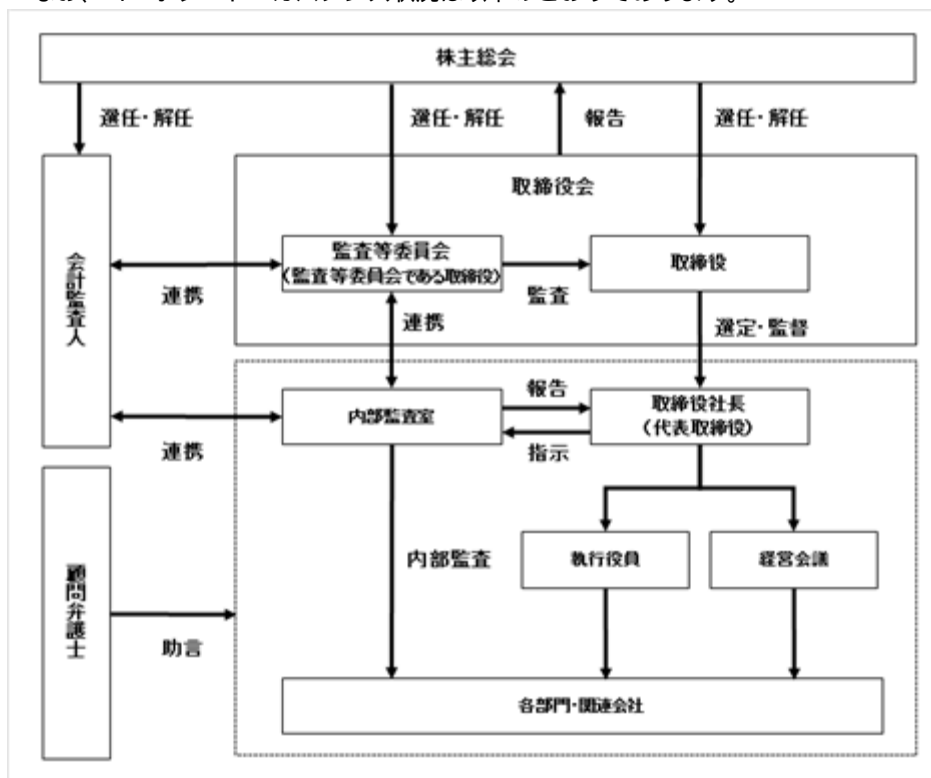 株主総会
選任・解任
選任・解任
報告
選任・解任
取締役会
会計監査人
監査等委員会
(監査等委員会である取締役)
取締役
連携
監査
連携
選定・監督
内部監査室
報告
指示
取締役社長
(代表取締役)
連携
顧問弁護士
内部監査
執行役員
経営会議
助言
各部門・関連会社